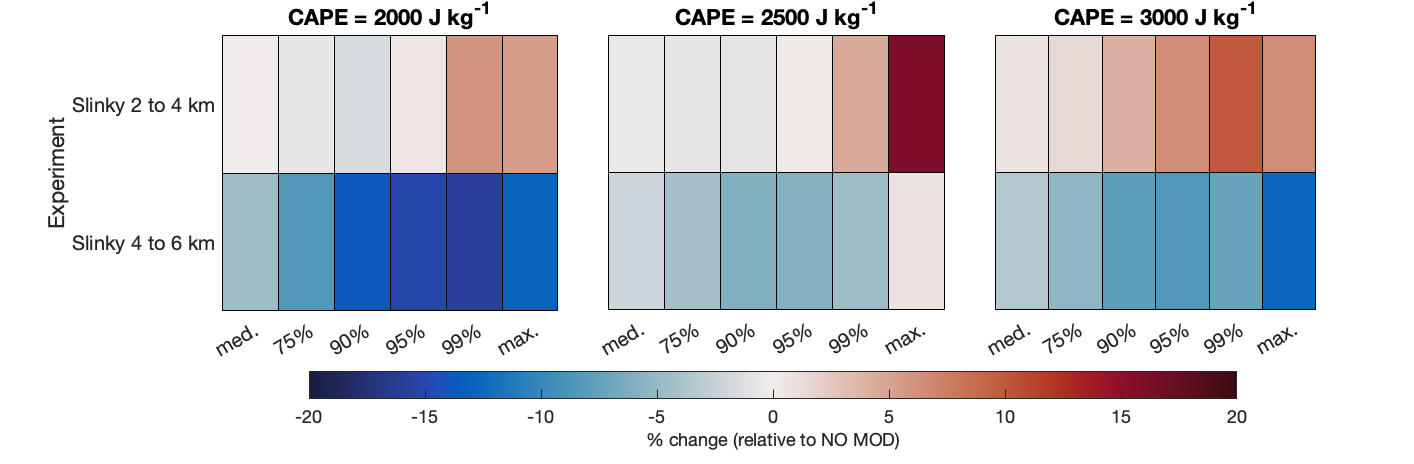 CAPE = 2000 J kg⁻¹ CAPE = 2500 J kg⁻¹ CAPE = 3000 J kg⁻¹
Experiment
Slinky 2 to 4 km
Slinky 4 to 6 km
med. 75% 90% 95% 99% max. med. 75% 90% 95% 99% max. med. 75% 90% 95% 99% max.
-20 -15 -10 -5 0 5 10 15 20
% change (relative to NO MOD)